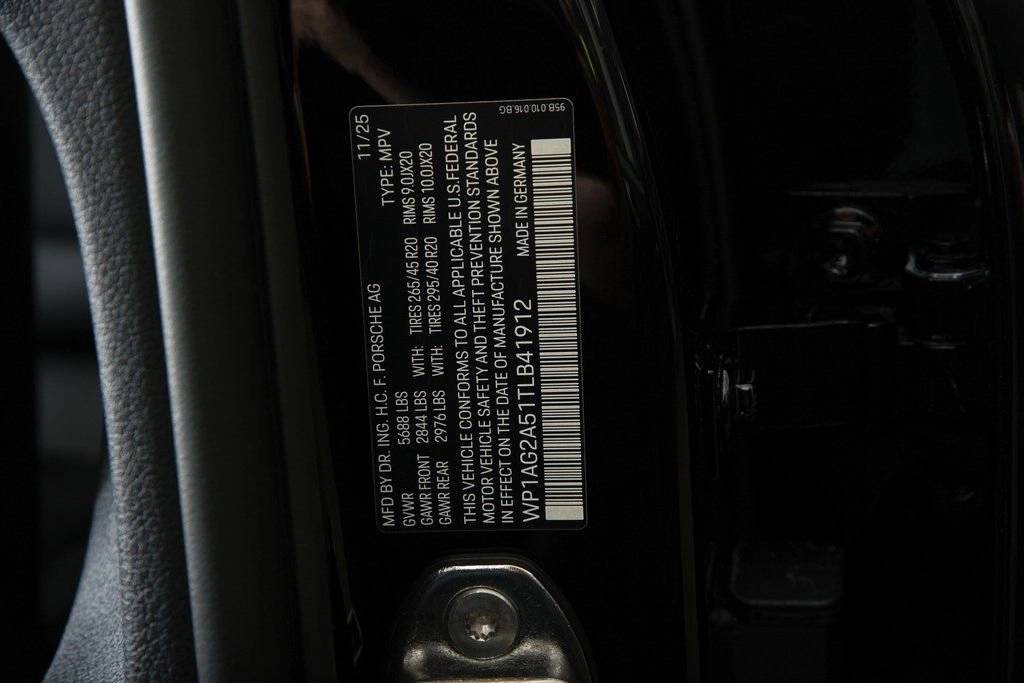 MFD BY DR. ING. H.C. F. PORSCHE AG 11/25
GVWR 5688 LBS TYPE: MPV
GAWR FRONT 2844 LBS WITH: TIRES 265/45 R20 RIMS 9.0JX20
GAWR REAR 2976 LBS WITH: TIRES 295/40 R20 RIMS 10.0JX20
THIS VEHICLE CONFORMS TO ALL APPLICABLE U.S.FEDERAL
MOTOR VEHICLE SAFETY AND THEFT PREVENTION STANDARDS
IN EFFECT ON THE DATE OF MANUFACTURE SHOWN ABOVE
WP1AG2A51TLB41912 MADE IN GERMANY
95B.010.016.BG